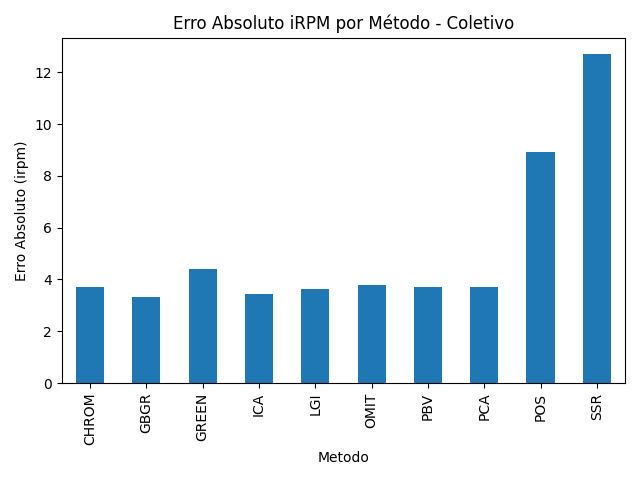 Erro Absoluto iRPM por Método - Coletivo
Erro Absoluto (irpm)
12
10
8
6
4
2
0
CHROM
GBGR
GREEN
ICA
LGI
OMIT
PBV
PCA
POS
SSR
Metodo